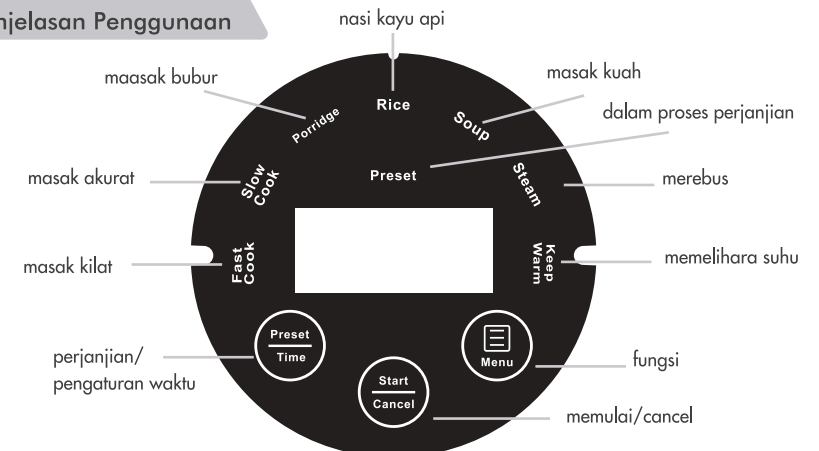 njelasan Penggunaan
nasi kayu api
maasak bubur
masak kuah
dalam proses perjanjian
masak akurat
merebus
masak kilat
memelihara suhu
perjanjian/
pengaturan waktu
fungsi
memulai/cancel
Rice
Porridge
Soup
Preset
Slow
Cook
Steam
Fast
Cook
Keep
Warm
Preset
Time
Menu
Start
Cancel